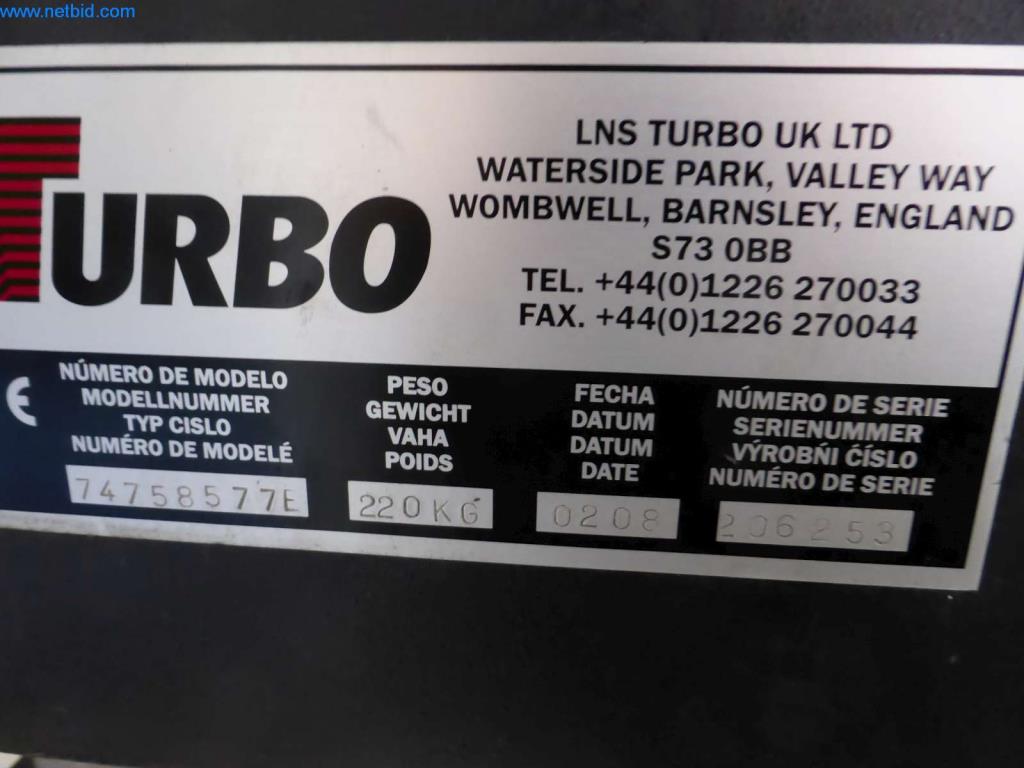 www.netbid.com
TURBO
LNS TURBO UK LTD
WATERSIDE PARK, VALLEY WAY
WOMBWELL, BARNSLEY, ENGLAND
S73 0BB
TEL. +44(0)1226 270033
FAX. +44(0)1226 270044
CE
NÚMERO DE MODELO
MODELLNUMMER
TYP CISLO
NUMÉRO DE MODELÉ
74758577E
PESO
GEWICHT
VAHA
POIDS
220KG
FECHA
DATUM
DATUM
DATE
0208
NÚMERO DE SERIE
SERIENUMMER
VÝROBŇI ČÍSLO
NUMÉRO DE SERIE
206253